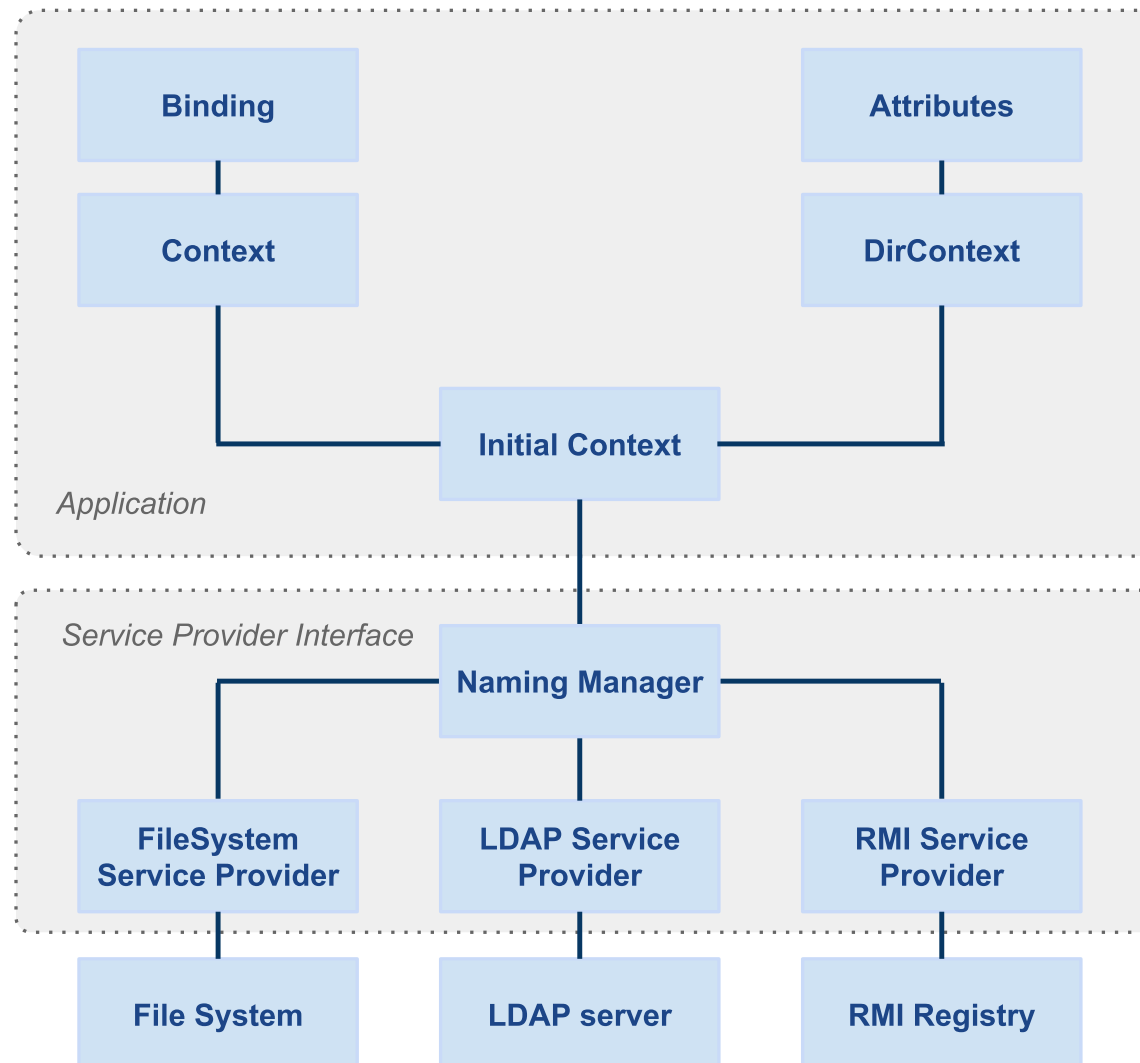 Binding
Attributes
Context
DirContext
Initial Context
Application
Service Provider Interface
Naming Manager
FileSystem
Service Provider
LDAP Service
Provider
RMI Service
Provider
File System
LDAP server
RMI Registry